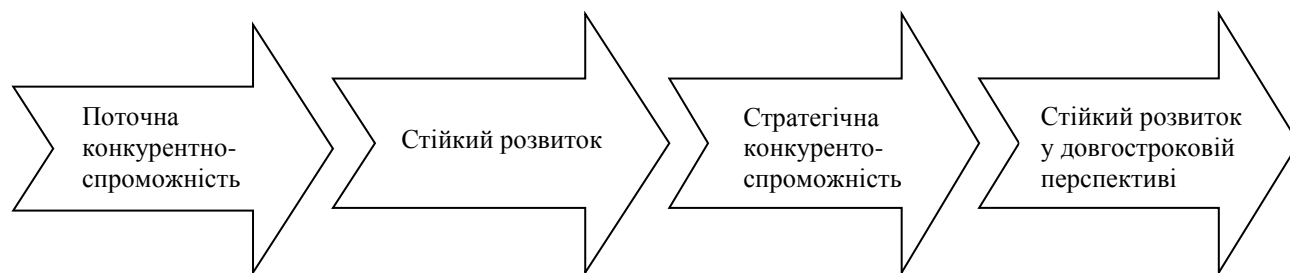 Поточна
конкурентно-
спроможність
Стійкий розвиток
Стратегічна
конкуренто-
спроможність
Стійкий розвиток
у довгостроковій
перспективі